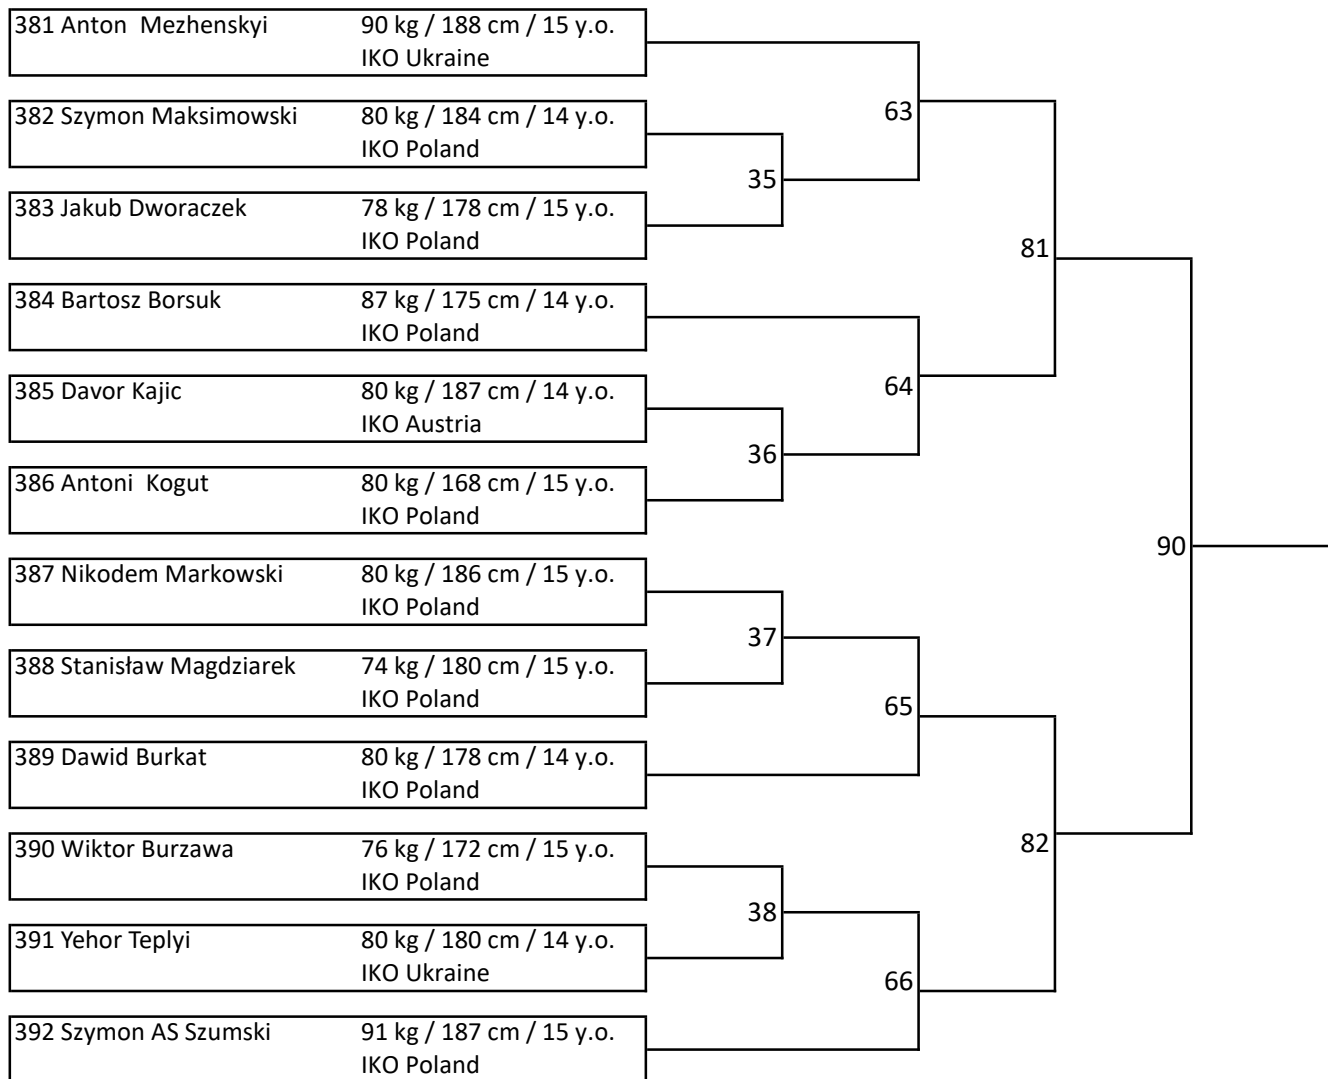 381 Anton  Mezhenskyi 90 kg / 188 cm / 15 y.o.
IKO Ukraine
382 Szymon Maksimowski 80 kg / 184 cm / 14 y.o.
IKO Poland
383 Jakub Dworaczek 78 kg / 178 cm / 15 y.o.
IKO Poland
384 Bartosz Borsuk 87 kg / 175 cm / 14 y.o.
IKO Poland
385 Davor Kajic 80 kg / 187 cm / 14 y.o.
IKO Austria
386 Antoni  Kogut 80 kg / 168 cm / 15 y.o.
IKO Poland
387 Nikodem Markowski 80 kg / 186 cm / 15 y.o.
IKO Poland
388 Stanisław Magdziarek 74 kg / 180 cm / 15 y.o.
IKO Poland
389 Dawid Burkat 80 kg / 178 cm / 14 y.o.
IKO Poland
390 Wiktor Burzawa 76 kg / 172 cm / 15 y.o.
IKO Poland
391 Yehor Teplyi 80 kg / 180 cm / 14 y.o.
IKO Ukraine
392 Szymon AS Szumski 91 kg / 187 cm / 15 y.o.
IKO Poland
35
36
37
38
63
64
65
66
81
82
90